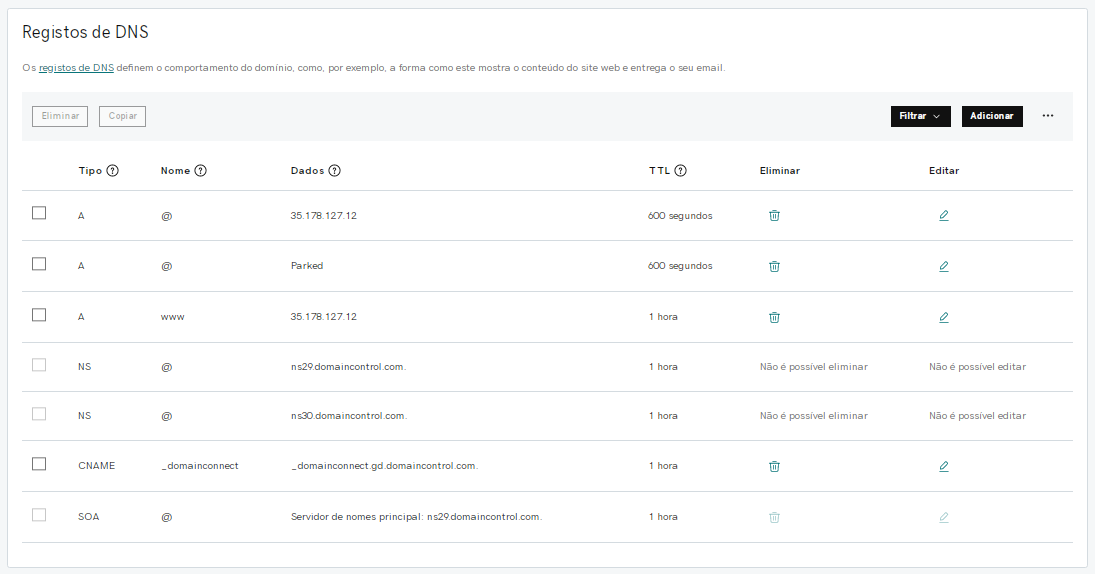 Registos de DNS
Os registos de DNS definem o comportamento do domínio, como, por exemplo, a forma como este mostra o conteúdo do site web e entrega o seu email.
Eliminar Copiar Filtrar Adicionar ...
Tipo ? Nome ? Dados ? TTL ? Eliminar Editar
A @ 35.178.127.12 600 segundos
A @ Parked 600 segundos
A www 35.178.127.12 1 hora
NS @ ns29.domaincontrol.com. 1 hora Não é possível eliminar Não é possível editar
NS @ ns30.domaincontrol.com. 1 hora Não é possível eliminar Não é possível editar
CNAME _domainconnect _domainconnect.gd.domaincontrol.com. 1 hora
SOA @ Servidor de nomes principal: ns29.domaincontrol.com. 1 hora